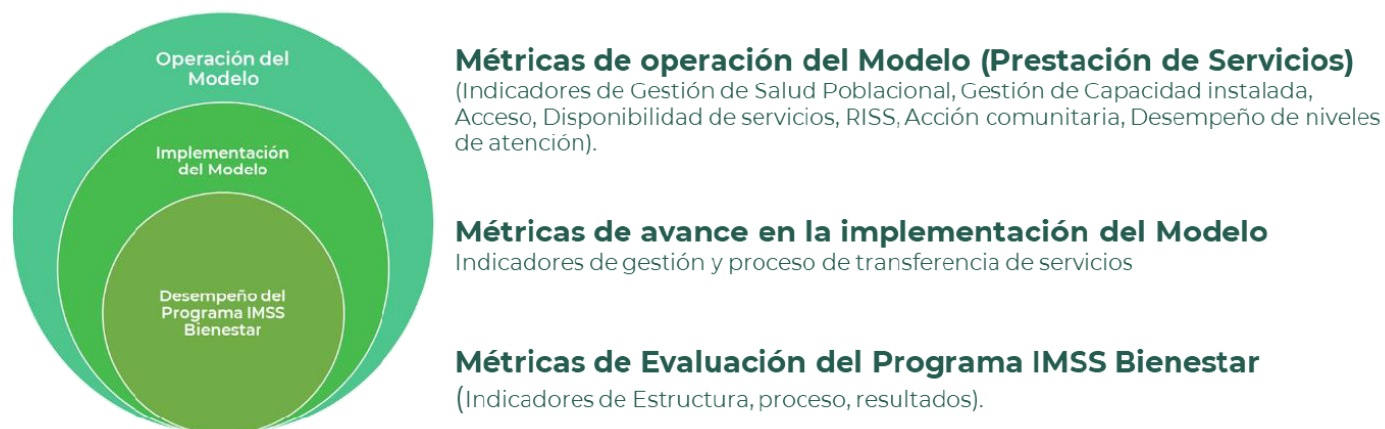 Operación del
Modelo
Implementación
del Modelo
Desempeño del
Programa IMSS
Bienestar
Métricas de operación del Modelo (Prestación de Servicios)
(Indicadores de Gestión de Salud Poblacional, Gestión de Capacidad instalada,
Acceso, Disponibilidad de servicios, RISS, Acción comunitaria, Desempeño de niveles
de atención).
Métricas de avance en la implementación del Modelo
Indicadores de gestión y proceso de transferencia de servicios
Métricas de Evaluación del Programa IMSS Bienestar
(Indicadores de Estructura, proceso, resultados).